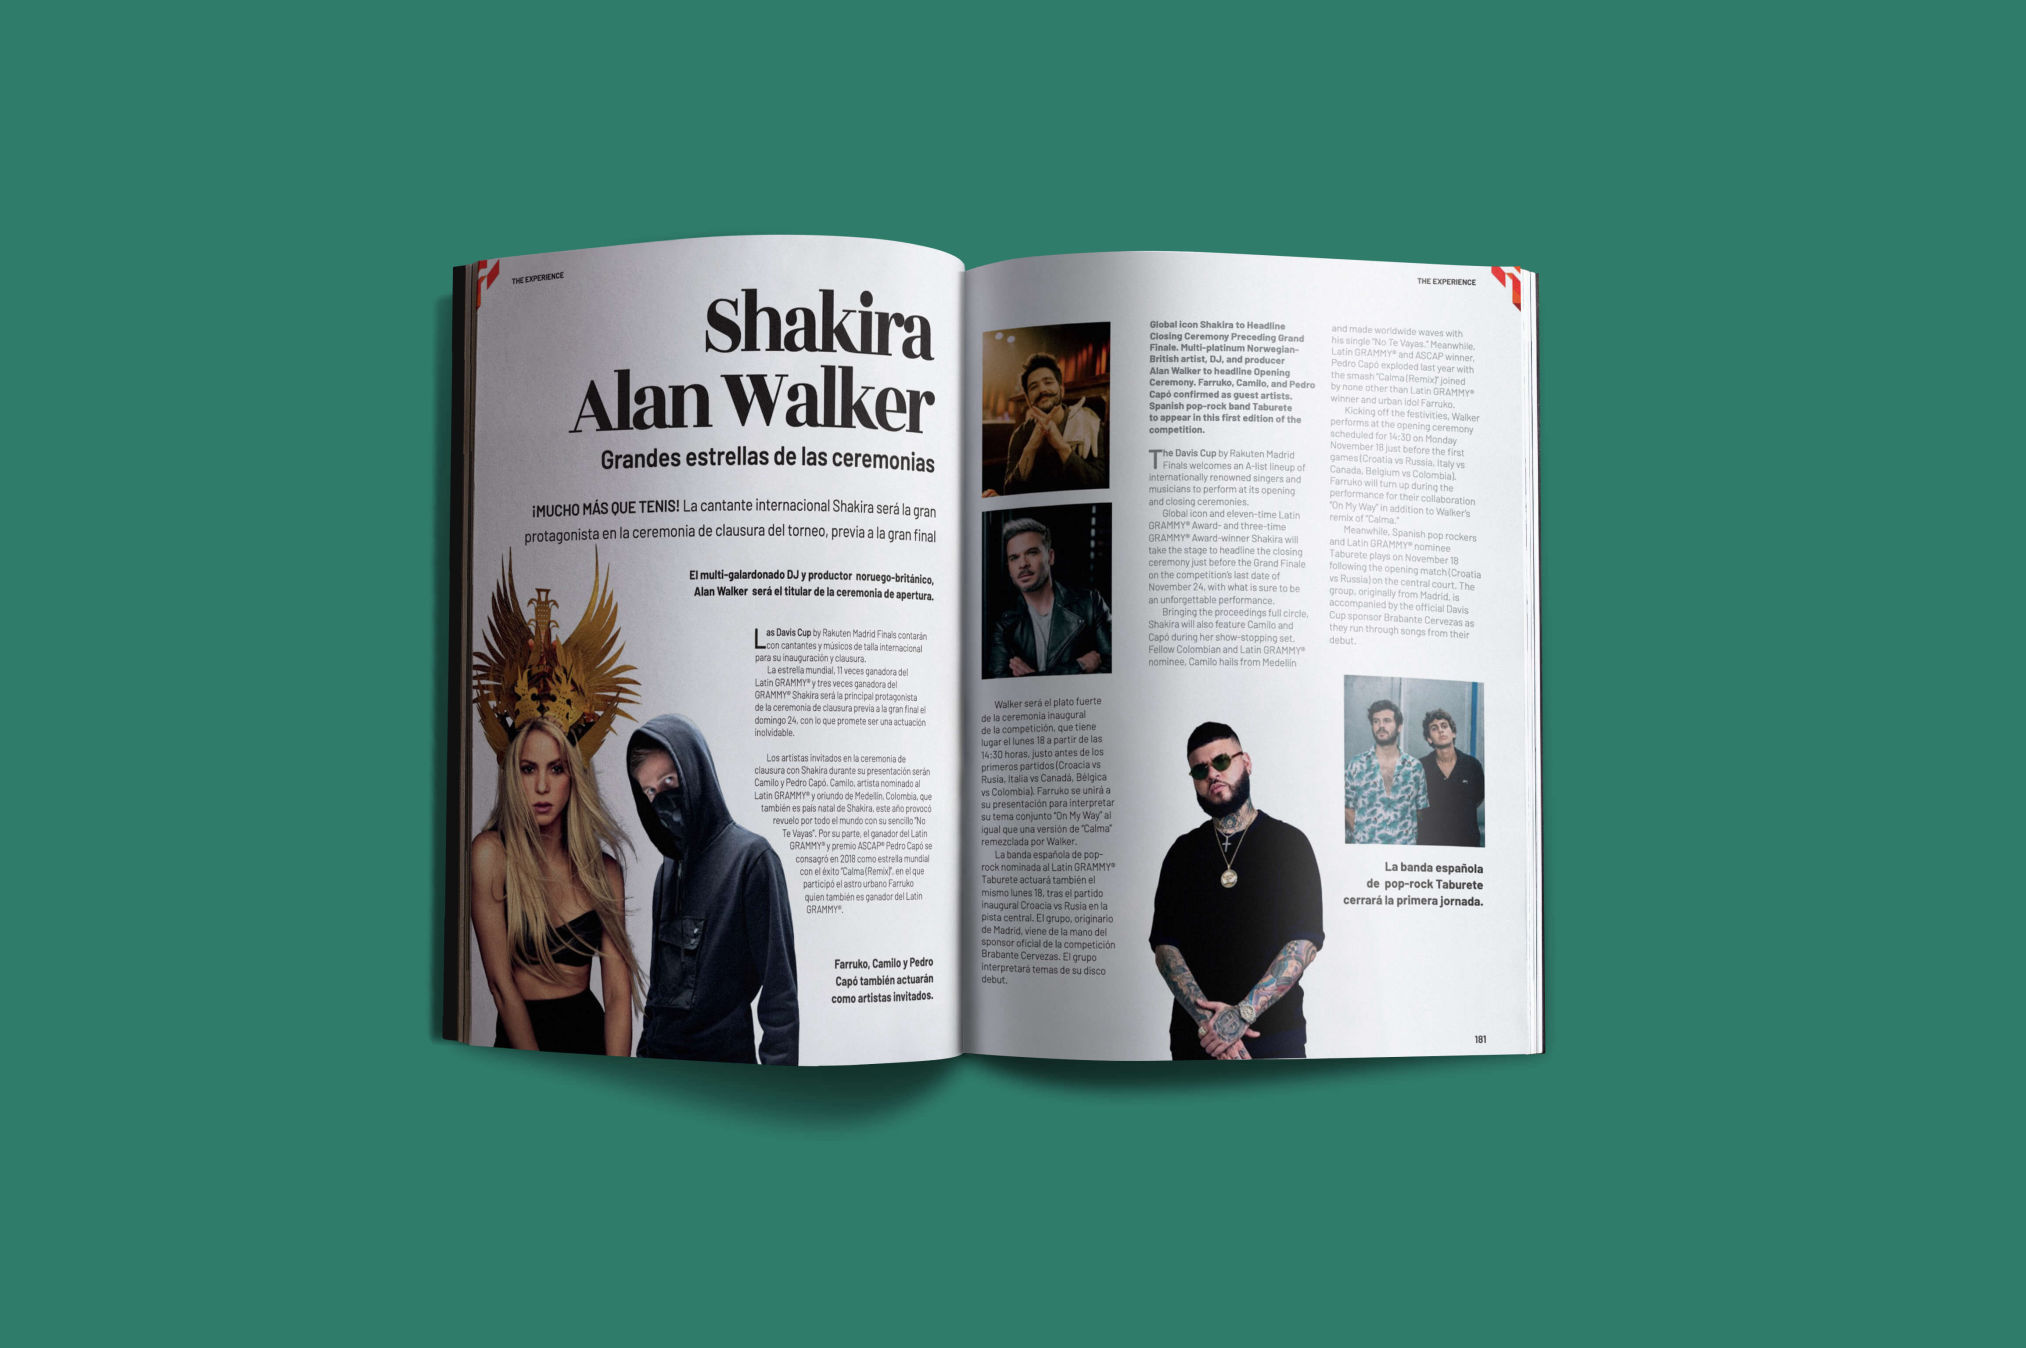 THE EXPERIENCE
Shakira
Alan Walker
Grandes estrellas de las ceremonias
¡MUCHO MÁS QUE TENIS! La cantante internacional Shakira será la gran
protagonista en la ceremonia de clausura del torneo, previa a la gran final
El multi-galardonado DJ y productor noruego-británico,
Alan Walker será el titular de la ceremonia de apertura.
Las Davis Cup by Rakuten Madrid Finals contarán
con cantantes y músicos de talla internacional
para su inauguración y clausura.
La estrella mundial, 11 veces ganadora del
Latin GRAMMY® y tres veces ganadora del
GRAMMY® Shakira será la principal protagonista
de la ceremonia de clausura previa a la gran final el
domingo 24, con lo que promete ser una actuación
inolvidable.
Los artistas invitados en la ceremonia de
clausura con Shakira durante su presentación serán
Camilo y Pedro Capó. Camilo, artista nominado al
Latin GRAMMY® y oriundo de Medellín, Colombia, que
también es país natal de Shakira, este año provocó
revuelo por todo el mundo con su sencillo "No
Te Vayas". Por su parte, el ganador del Latin
GRAMMY® y premio ASCAP® Pedro Capó se
consagró en 2018 como estrella mundial
con el éxito "Calma (Remix)", en el que
participó el astro urbano Farruko
quien también es ganador del Latin
GRAMMY®.
Farruko, Camilo y Pedro
Capó también actuarán
como artistas invitados.
Walker será el plato fuerte
de la ceremonia inaugural
de la competición, que tiene
lugar el lunes 18 a partir de las
14:30 horas, justo antes de los
primeros partidos (Croacia vs
Rusia, Italia vs Canadá, Bélgica
vs Colombia). Farruko se unirá a
su presentación para interpretar
su tema conjunto "On My Way" al
igual que una versión de "Calma"
remezclada por Walker.
La banda española de pop-
rock nominada al Latin GRAMMY®
Taburete actuará también el
mismo lunes 18, tras el partido
inaugural Croacia vs Rusia en la
pista central. El grupo, originario
de Madrid, viene de la mano del
sponsor oficial de la competición
Brabante Cervezas. El grupo
interpretará temas de su disco
debut.
THE EXPERIENCE
Global icon Shakira to Headline
Closing Ceremony Preceding Grand
Finale. Multi-platinum Norwegian-
British artist, DJ, and producer
Alan Walker to headline Opening
Ceremony. Farruko, Camilo, and Pedro
Capó confirmed as guest artists.
Spanish pop-rock band Taburete
to appear in this first edition of the
competition.
The Davis Cup by Rakuten Madrid
Finals welcomes an A-list lineup of
internationally renowned singers and
musicians to perform at its opening
and closing ceremonies.
Global icon and eleven-time Latin
GRAMMY® Award- and three-time
GRAMMY® Award-winner Shakira will
take the stage to headline the closing
ceremony just before the Grand Finale
on the competition's last date of
November 24, with what is sure to be
an unforgettable performance.
Bringing the proceedings full circle,
Shakira will also feature Camilo and
Capó during her show-stopping set.
Fellow Colombian and Latin GRAMMY®
nominee, Camilo hails from Medellín
and made worldwide waves with
his single "No Te Vayas." Meanwhile,
Latin GRAMMY® and ASCAP winner,
Pedro Capó exploded last year with
the smash "Calma (Remix)" joined
by none other than Latin GRAMMY®
winner and urban idol Farruko.
Kicking off the festivities, Walker
performs at the opening ceremony
scheduled for 14:30 on Monday
November 18 just before the first
games (Croatia vs Russia, Italy vs
Canada, Belgium vs Colombia).
Farruko will turn up during the
performance for their collaboration
"On My Way" in addition to Walker's
remix of "Calma."
Meanwhile, Spanish pop rockers
and Latin GRAMMY® nominee
Taburete plays on November 18
following the opening match (Croatia
vs Russia) on the central court. The
group, originally from Madrid, is
accompanied by the official Davis
Cup sponsor Brabante Cervezas as
they run through songs from their
debut.
La banda española
de pop-rock Taburete
cerrará la primera jornada.
181